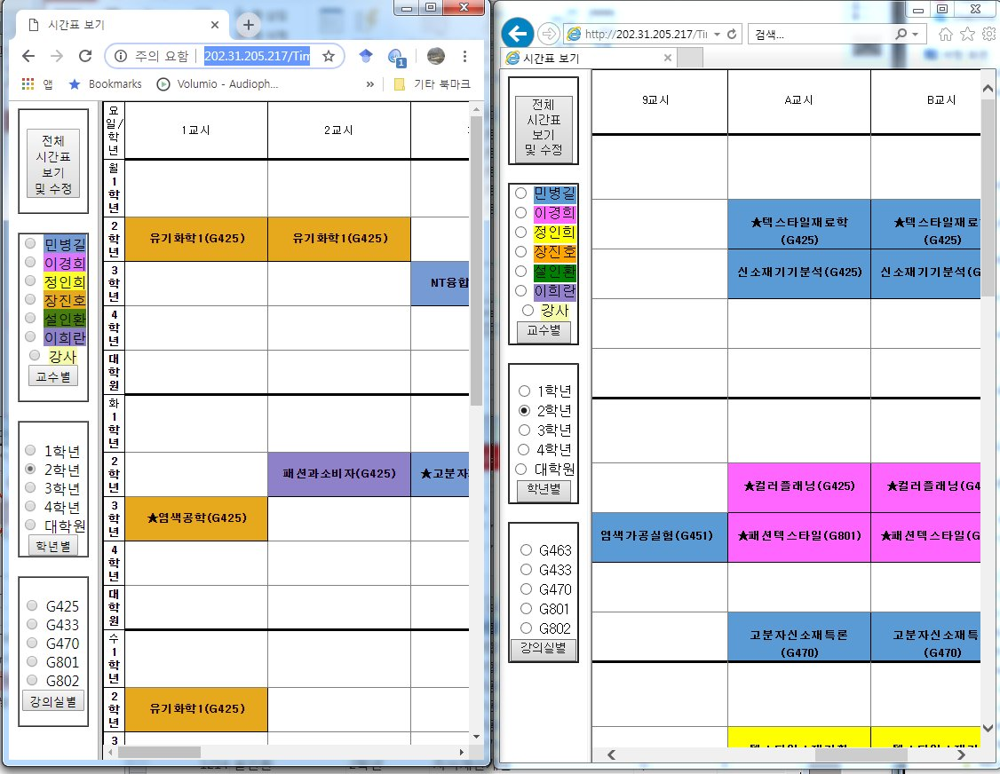 시간표 보기
주의 요함
202.31.205.217/Tim
앱
Bookmarks
Volumio - Audioph...
»
기타 북마크
전체
시간표
보기
및 수정
민병길
이경희
정인희
장진호
설인환
이희란
강사
교수별
1학년
2학년
3학년
4학년
대학원
학년별
G425
G433
G470
G801
G802
강의실별
요
일/
학
년
1교시
2교시
월
1
학
년
2
학
년
유기화학1(G425)
유기화학1(G425)
3
학
년
NT융합
4
학
년
대
학
원
화
1
학
년
2
학
년
패션과소비자(G425)
★고분자
3
학
년
★염색공학(G425)
4
학
년
대
학
원
수
1
학
년
2
학
년
유기화학1(G425)
3
http://202.31.205.217/Tir
검색...
시간표 보기
전체
시간표
보기
및 수정
민병길
이경희
정인희
장진호
설인환
이희란
강사
교수별
1학년
2학년
3학년
4학년
대학원
학년별
G463
G433
G470
G801
G802
강의실별
9교시
A교시
B교시
★텍스타일재료학
(G425)
★텍스타일재료
(G425)
신소재기기분석(G425)
신소재기기분석(G
★컬러플래닝(G425)
★컬러플래닝(G4
염색가공실험(G451)
★패션텍스타일(G801)
★패션텍스타일(G
고분자신소재특론
(G470)
고분자신소재특
(G470)